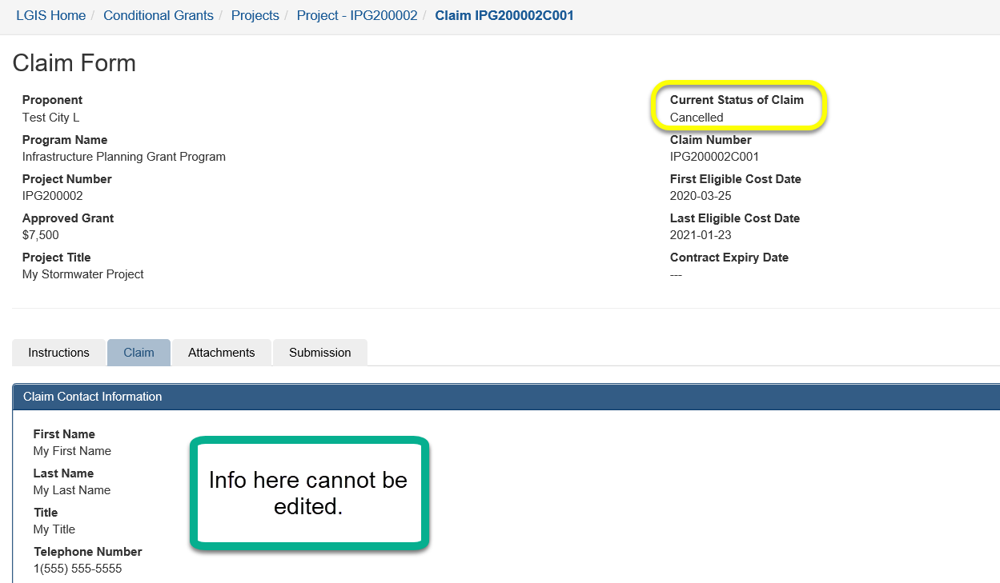 LGIS Home / Conditional Grants / Projects / Project - IPG200002 / Claim IPG200002C001
Claim Form
Proponent
Test City L
Program Name
Infrastructure Planning Grant Program
Project Number
IPG200002
Approved Grant
$7,500
Project Title
My Stormwater Project
Current Status of Claim
Cancelled
Claim Number
IPG200002C001
First Eligible Cost Date
2020-03-25
Last Eligible Cost Date
2021-01-23
Contract Expiry Date
---
Instructions Claim Attachments Submission
Claim Contact Information
First Name
My First Name
Last Name
My Last Name
Title
My Title
Telephone Number
1(555) 555-5555
Info here cannot be
edited.